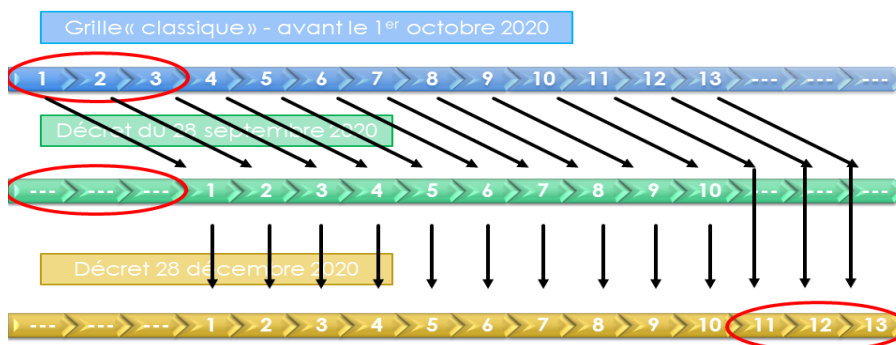 Grille« classique » - avant le 1er octobre 2020
1 2 3 4 5 6 7 8 9 10 11 12 13 --- --- ---
Décret du 28 septembre 2020
--- --- --- 1 2 3 4 5 6 7 8 9 10 --- --- ---
Décret 28 décembre 2020
--- --- --- 1 2 3 4 5 6 7 8 9 10 11 12 13